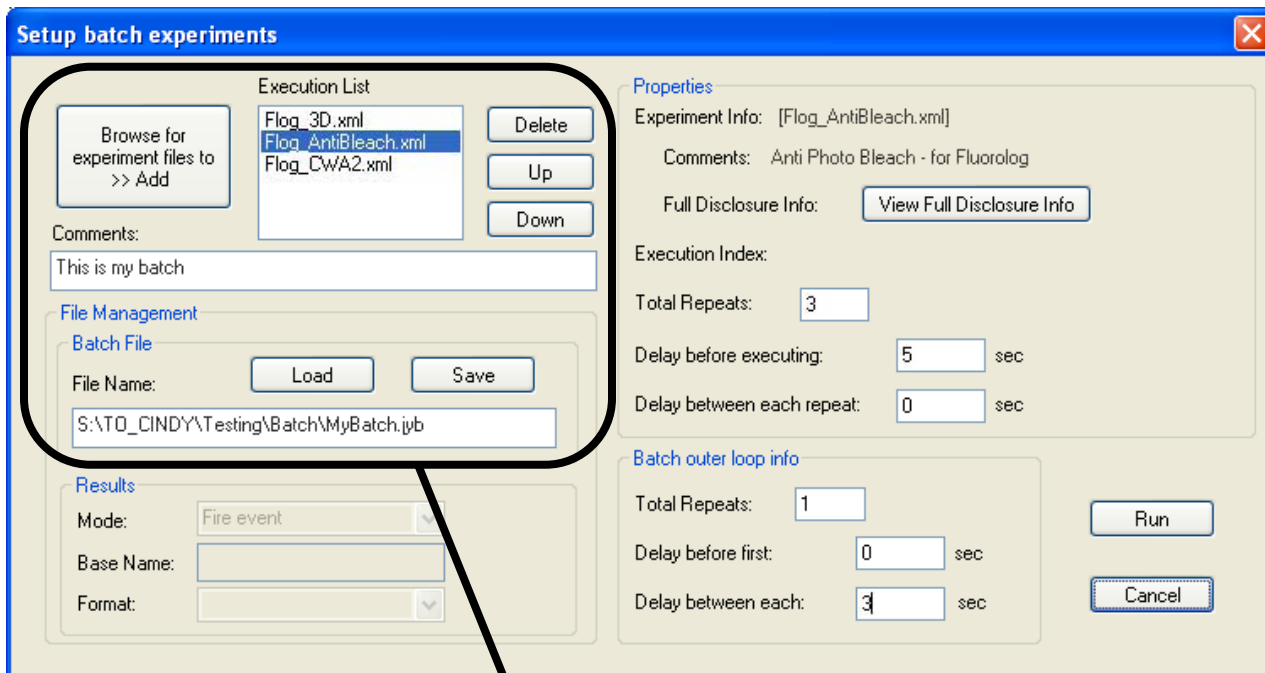 Setup batch experiments
Execution List
Browse for
experiment files to
>> Add
Flog_3D.xml
Flog_AntiBleach.xml
Flog_CWA2.xml
Delete
Up
Down
Comments:
This is my batch
File Management
Batch File
File Name:
Load
Save
S:\TO_CINDY\Testing\Batch\MyBatch.jyb
Results
Mode:
Fire event
Base Name:
Format:
Properties
Experiment Info: [Flog_AntiBleach.xml]
Comments: Anti Photo Bleach - for Fluorolog
Full Disclosure Info: View Full Disclosure Info
Execution Index:
Total Repeats: 3
Delay before executing: 5 sec
Delay between each repeat: 0 sec
Batch outer loop info
Total Repeats: 1
Delay before first: 0 sec
Delay between each: 3 sec
Run
Cancel